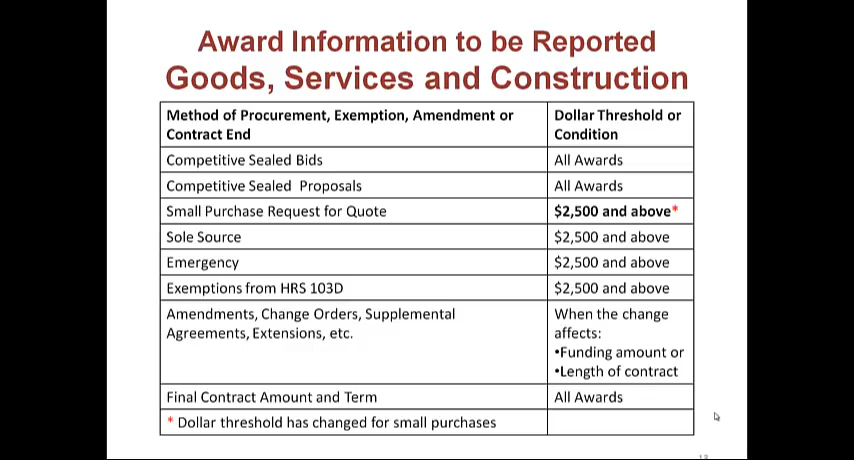 Award Information to be Reported
Goods, Services and Construction
Method of Procurement, Exemption, Amendment or Contract End
Dollar Threshold or Condition
Competitive Sealed Bids
All Awards
Competitive Sealed Proposals
All Awards
Small Purchase Request for Quote
$2,500 and above*
Sole Source
$2,500 and above
Emergency
$2,500 and above
Exemptions from HRS 103D
$2,500 and above
Amendments, Change Orders, Supplemental
Agreements, Extensions, etc.
When the change
affects:
•Funding amount or
•Length of contract
Final Contract Amount and Term
All Awards
* Dollar threshold has changed for small purchases